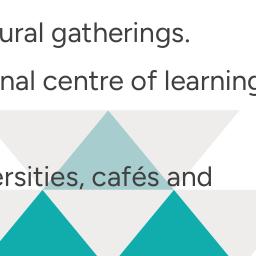 ural gatherings.
nal centre of learning
ersities, cafés and